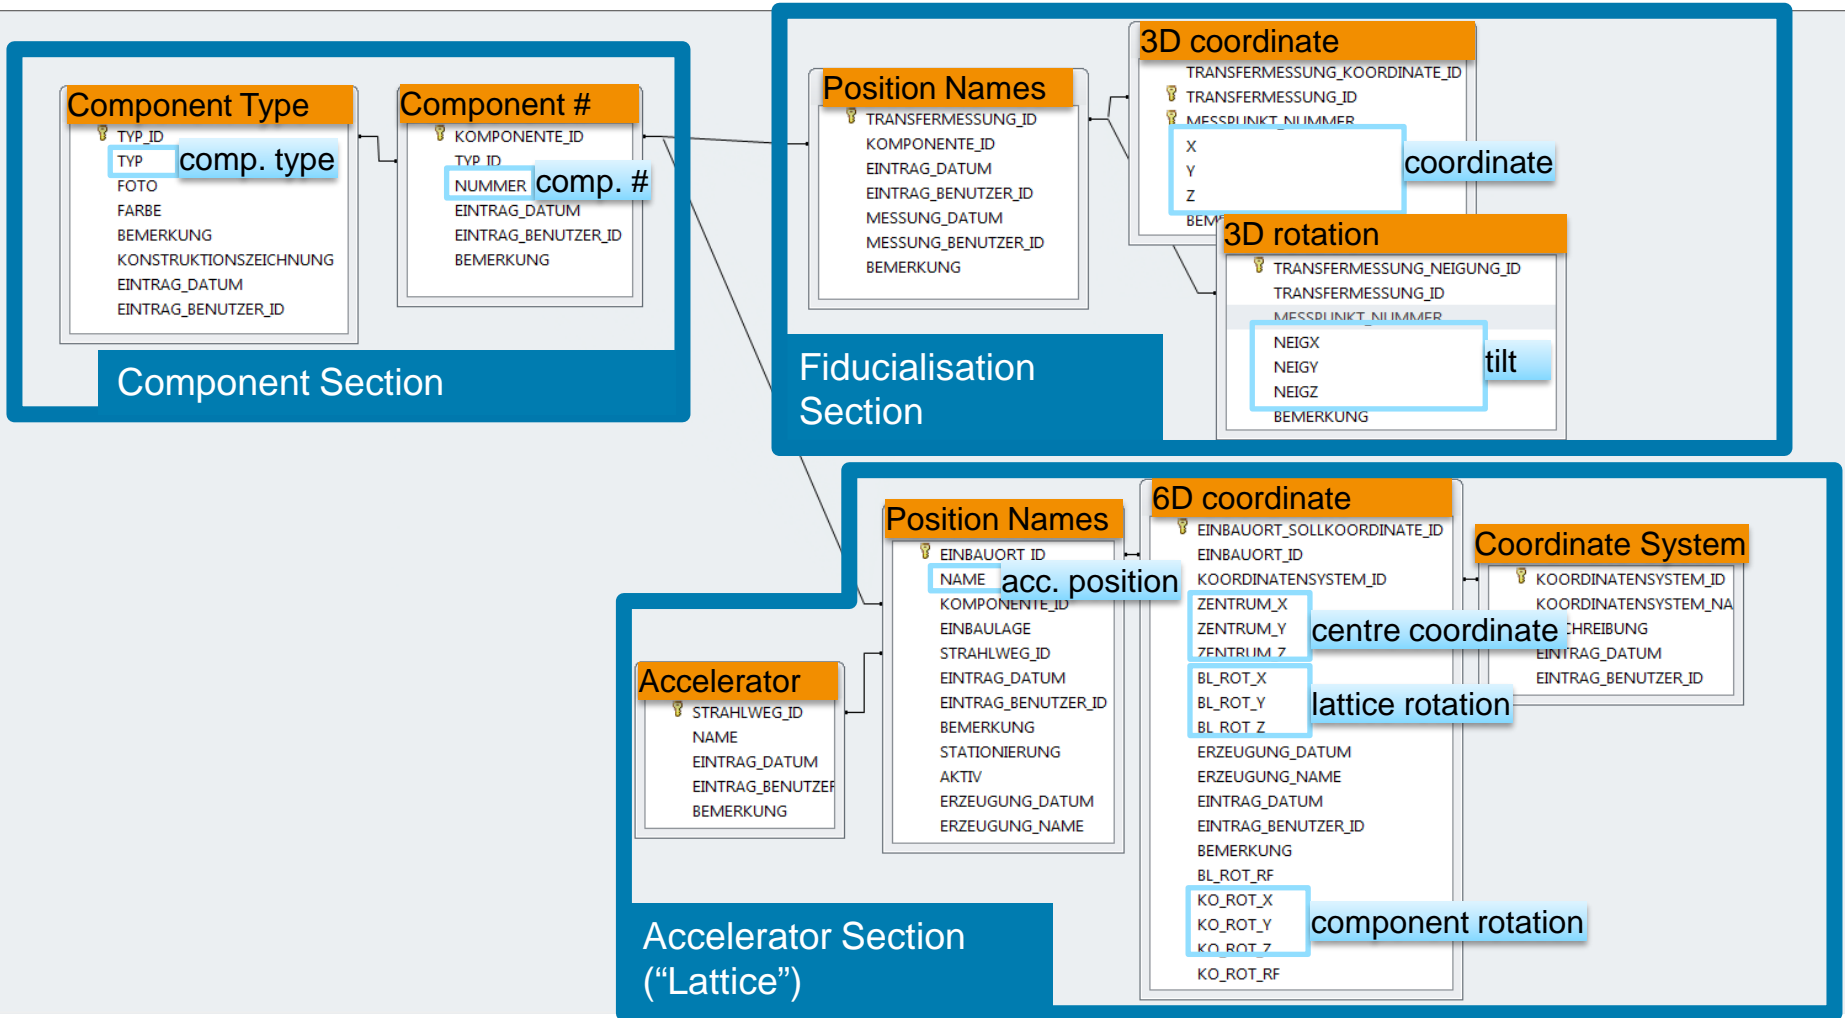 Component Type
TYP_ID
TYP
comp. type
FOTO
FARBE
BEMERKUNG
KONSTRUKTIONSZEICHNUNG
EINTRAG_DATUM
EINTRAG_BENUTZER_ID
Component #
KOMPONENTE_ID
TYP_ID
NUMMER
comp. #
EINTRAG_DATUM
EINTRAG_BENUTZER_ID
BEMERKUNG
Component Section
Position Names
TRANSFERMESSUNG_ID
KOMPONENTE_ID
EINTRAG_DATUM
EINTRAG_BENUTZER_ID
MESSUNG_DATUM
MESSUNG_BENUTZER_ID
BEMERKUNG
3D coordinate
TRANSFERMESSUNG_KOORDINATE_ID
TRANSFERMESSUNG_ID
MESSPUNKT_NUMMER
X
Y
Z
coordinate
BEM
3D rotation
TRANSFERMESSUNG_NEIGUNG_ID
TRANSFERMESSUNG_ID
MESSPUNKT_NUMMER
NEIGX
NEIGY
NEIGZ
tilt
BEMERKUNG
Fiducialisation
Section
Accelerator
STRAHLWEG_ID
NAME
EINTRAG_DATUM
EINTRAG_BENUTZER
BEMERKUNG
Position Names
EINBAUORT_ID
NAME
acc. position
KOMPONENTE_ID
EINBAULAGE
STRAHLWEG_ID
EINTRAG_DATUM
EINTRAG_BENUTZER_ID
BEMERKUNG
STATIONIERUNG
AKTIV
ERZEUGUNG_DATUM
ERZEUGUNG_NAME
6D coordinate
EINBAUORT_SOLLKOORDINATE_ID
EINBAUORT_ID
KOORDINATENSYSTEM_ID
ZENTRUM_X
ZENTRUM_Y
ZENTRUM_Z
centre coordinate
BL_ROT_X
BL_ROT_Y
BL_ROT_Z
lattice rotation
ERZEUGUNG_DATUM
ERZEUGUNG_NAME
EINTRAG_DATUM
EINTRAG_BENUTZER_ID
BEMERKUNG
BL_ROT_RF
KO_ROT_X
KO_ROT_Y
KO_ROT_Z
component rotation
KO_ROT_RF
Coordinate System
KOORDINATENSYSTEM_ID
KOORDINATENSYSTEM_NA
CHREIBUNG
EINTRAG_DATUM
EINTRAG_BENUTZER_ID
Accelerator Section
(“Lattice”)